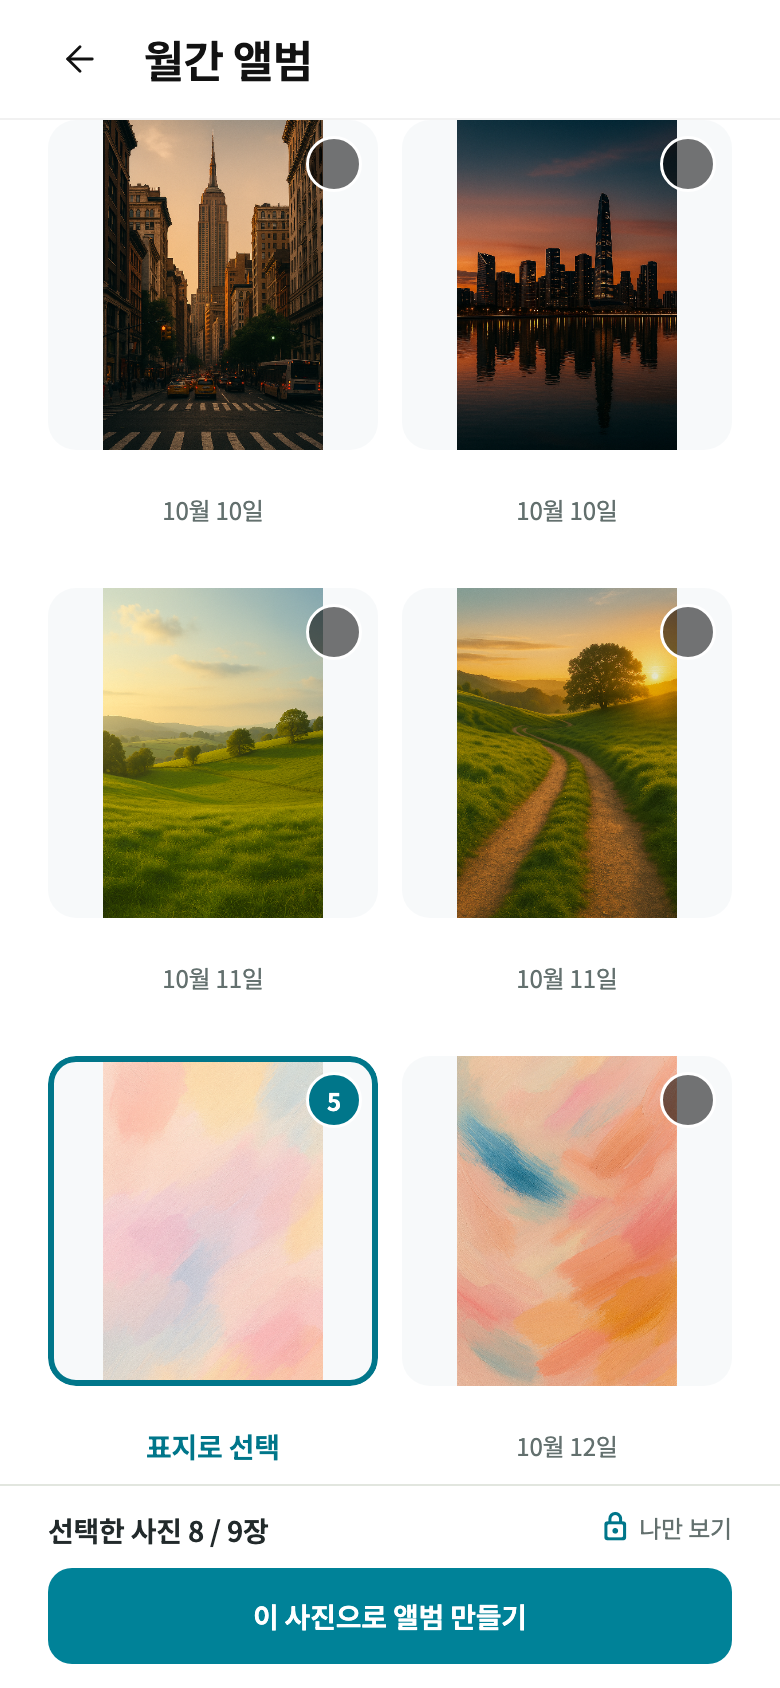 월간 앨범
10월 10일
10월 10일
10월 11일
10월 11일
5
표지로 선택
10월 12일
선택한 사진 8 / 9장
나만 보기
이 사진으로 앨범 만들기